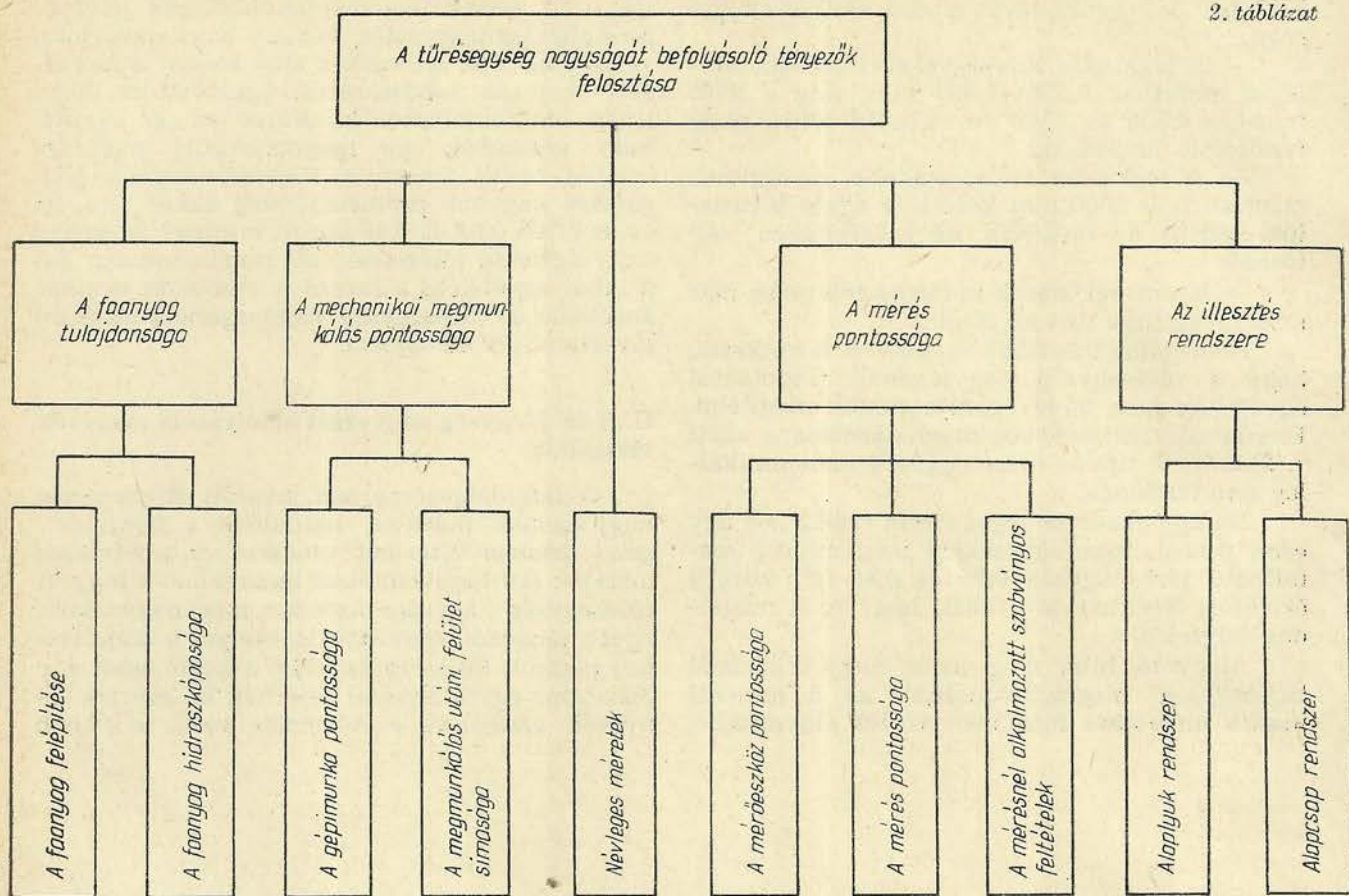 2. táblázat
A tűrésegység nagyságát befolyásoló tényezők
felosztása
A faanyag
tulajdonsága
A mechanikai megmun-
kálás pontossága
A mérés
pontossága
Az illesztés
rendszere
A faanyag felépítése
A faanyag hidroszkópossága
A gépimunka pontossága
A megmunkálás utáni felület
simasága
Névleges méretek
A mérőeszköz pontossága
A mérés pontossága
A mérésnél alkalmazott szabványos
feltételek
Alaplyuk rendszer
Alapcsap rendszer